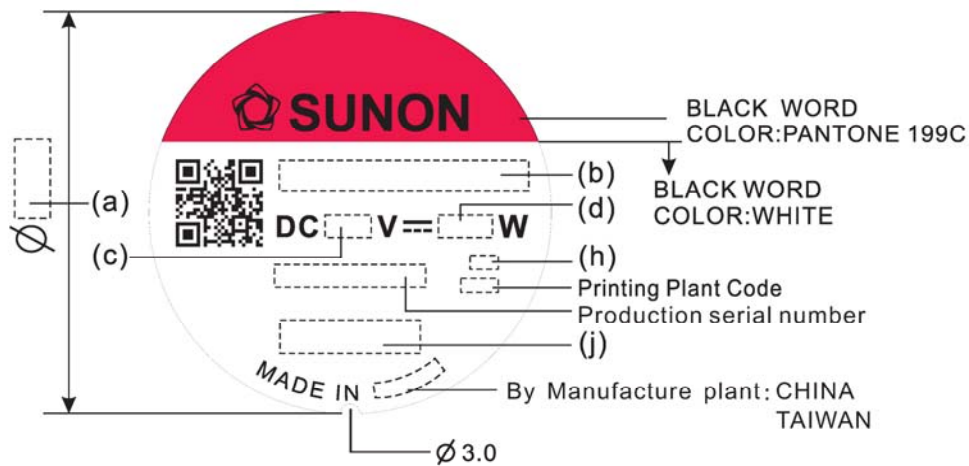 SUNON
BLACK WORD
COLOR:PANTONE 199C
(b)
(a)
BLACK WORD
COLOR:WHITE
(d)
DC V⎓ W
Ø
(c)
(h)
Printing Plant Code
Production serial number
(j)
MADE IN
By Manufacture plant: CHINA
TAIWAN
Ø 3.0